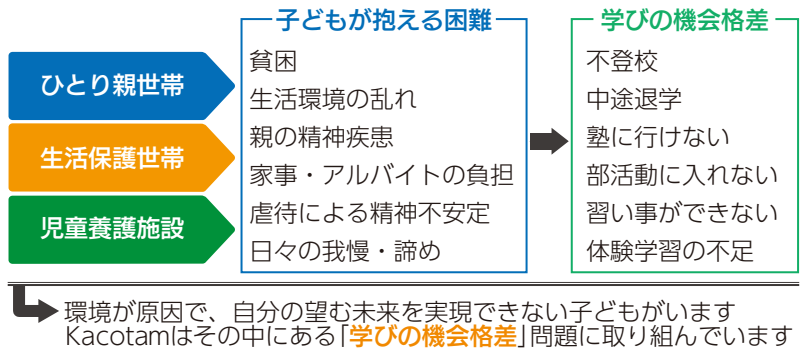 ひとり親世帯
生活保護世帯
児童養護施設
子どもが抱える困難
貧困
生活環境の乱れ
親の精神疾患
家事・アルバイトの負担
虐待による精神不安定
日々の我慢・諦め
学びの機会格差
不登校
中途退学
塾に行けない
部活動に入れない
習い事ができない
体験学習の不足
環境が原因で、自分の望む未来を実現できない子どもがいます
Kacotamはその中にある「学びの機会格差」問題に取り組んでいます